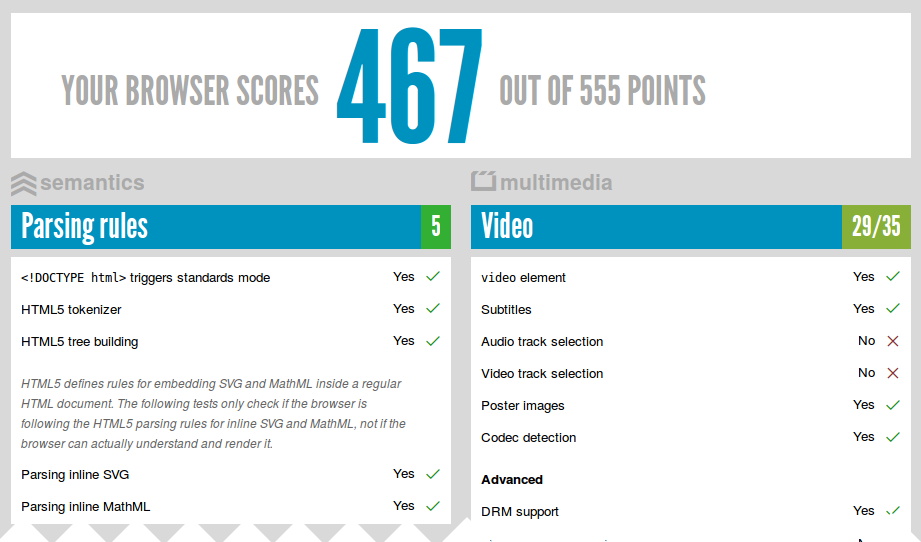 YOUR BROWSER SCORES 467 OUT OF 555 POINTS
semantics
Parsing rules 5
<!DOCTYPE html> triggers standards mode Yes
HTML5 tokenizer Yes
HTML5 tree building Yes
HTML5 defines rules for embedding SVG and MathML inside a regular
HTML document. The following tests only check if the browser is
following the HTML5 parsing rules for inline SVG and MathML, not if the
browser can actually understand and render it.
Parsing inline SVG Yes
Parsing inline MathML Yes
multimedia
Video 29/35
video element Yes
Subtitles Yes
Audio track selection No
Video track selection No
Poster images Yes
Codec detection Yes
Advanced
DRM support Yes